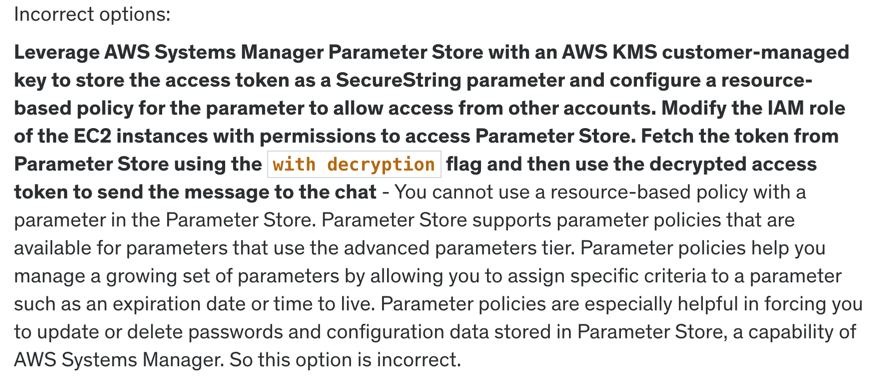 Incorrect options:
Leverage AWS Systems Manager Parameter Store with an AWS KMS customer-managed
key to store the access token as a SecureString parameter and configure a resource-
based policy for the parameter to allow access from other accounts. Modify the IAM role
of the EC2 instances with permissions to access Parameter Store. Fetch the token from
Parameter Store using the with decryption flag and then use the decrypted access
token to send the message to the chat - You cannot use a resource-based policy with a
parameter in the Parameter Store. Parameter Store supports parameter policies that are
available for parameters that use the advanced parameters tier. Parameter policies help you
manage a growing set of parameters by allowing you to assign specific criteria to a parameter
such as an expiration date or time to live. Parameter policies are especially helpful in forcing you
to update or delete passwords and configuration data stored in Parameter Store, a capability of
AWS Systems Manager. So this option is incorrect.